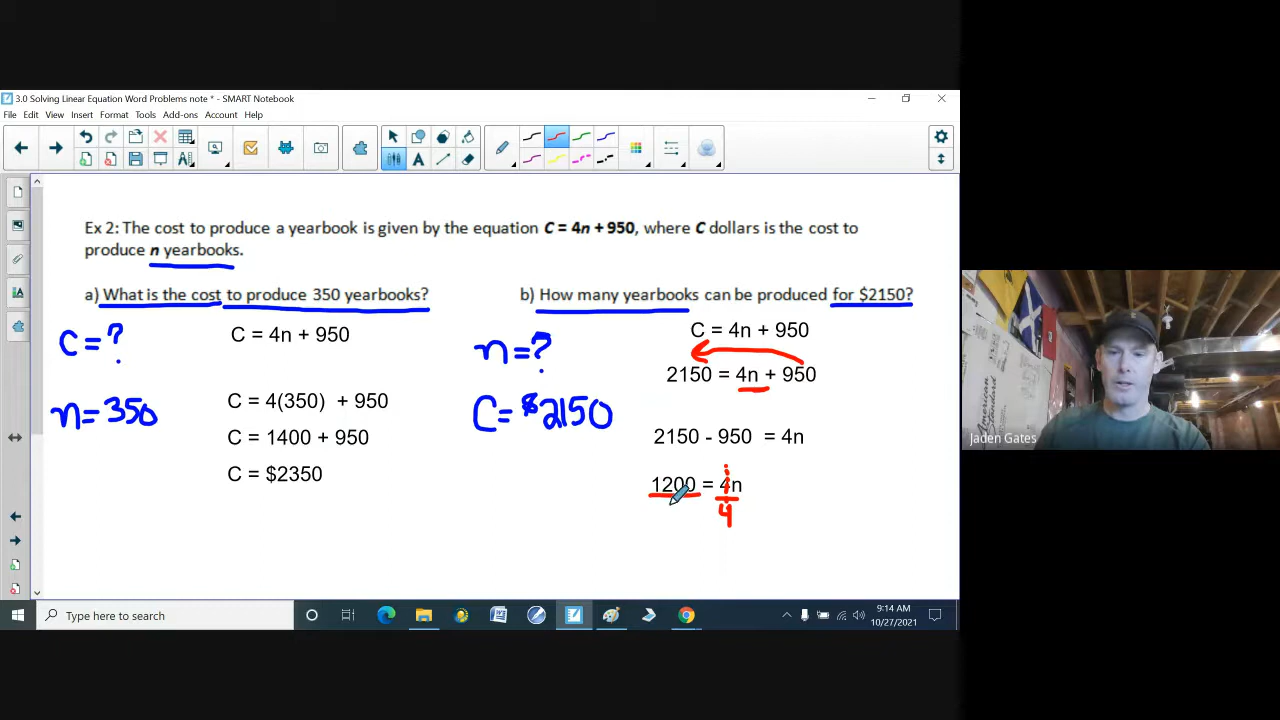 3.0 Solving Linear Equation Word Problems note * - SMART Notebook
File Edit View Insert Format Tools Add-ons Account Help
Ex 2: The cost to produce a yearbook is given by the equation C = 4n + 950, where C dollars is the cost to
produce n yearbooks.
a) What is the cost to produce 350 yearbooks?
C = ?
n = 350
C = 4n + 950
C = 4(350) + 950
C = 1400 + 950
C = $2350
b) How many yearbooks can be produced for $2150?
n = ?
C = $2150
C = 4n + 950
2150 = 4n + 950
2150 - 950 = 4n
1200 = 4n
4
Jaden Gates
Type here to search
9:14 AM
10/27/2021